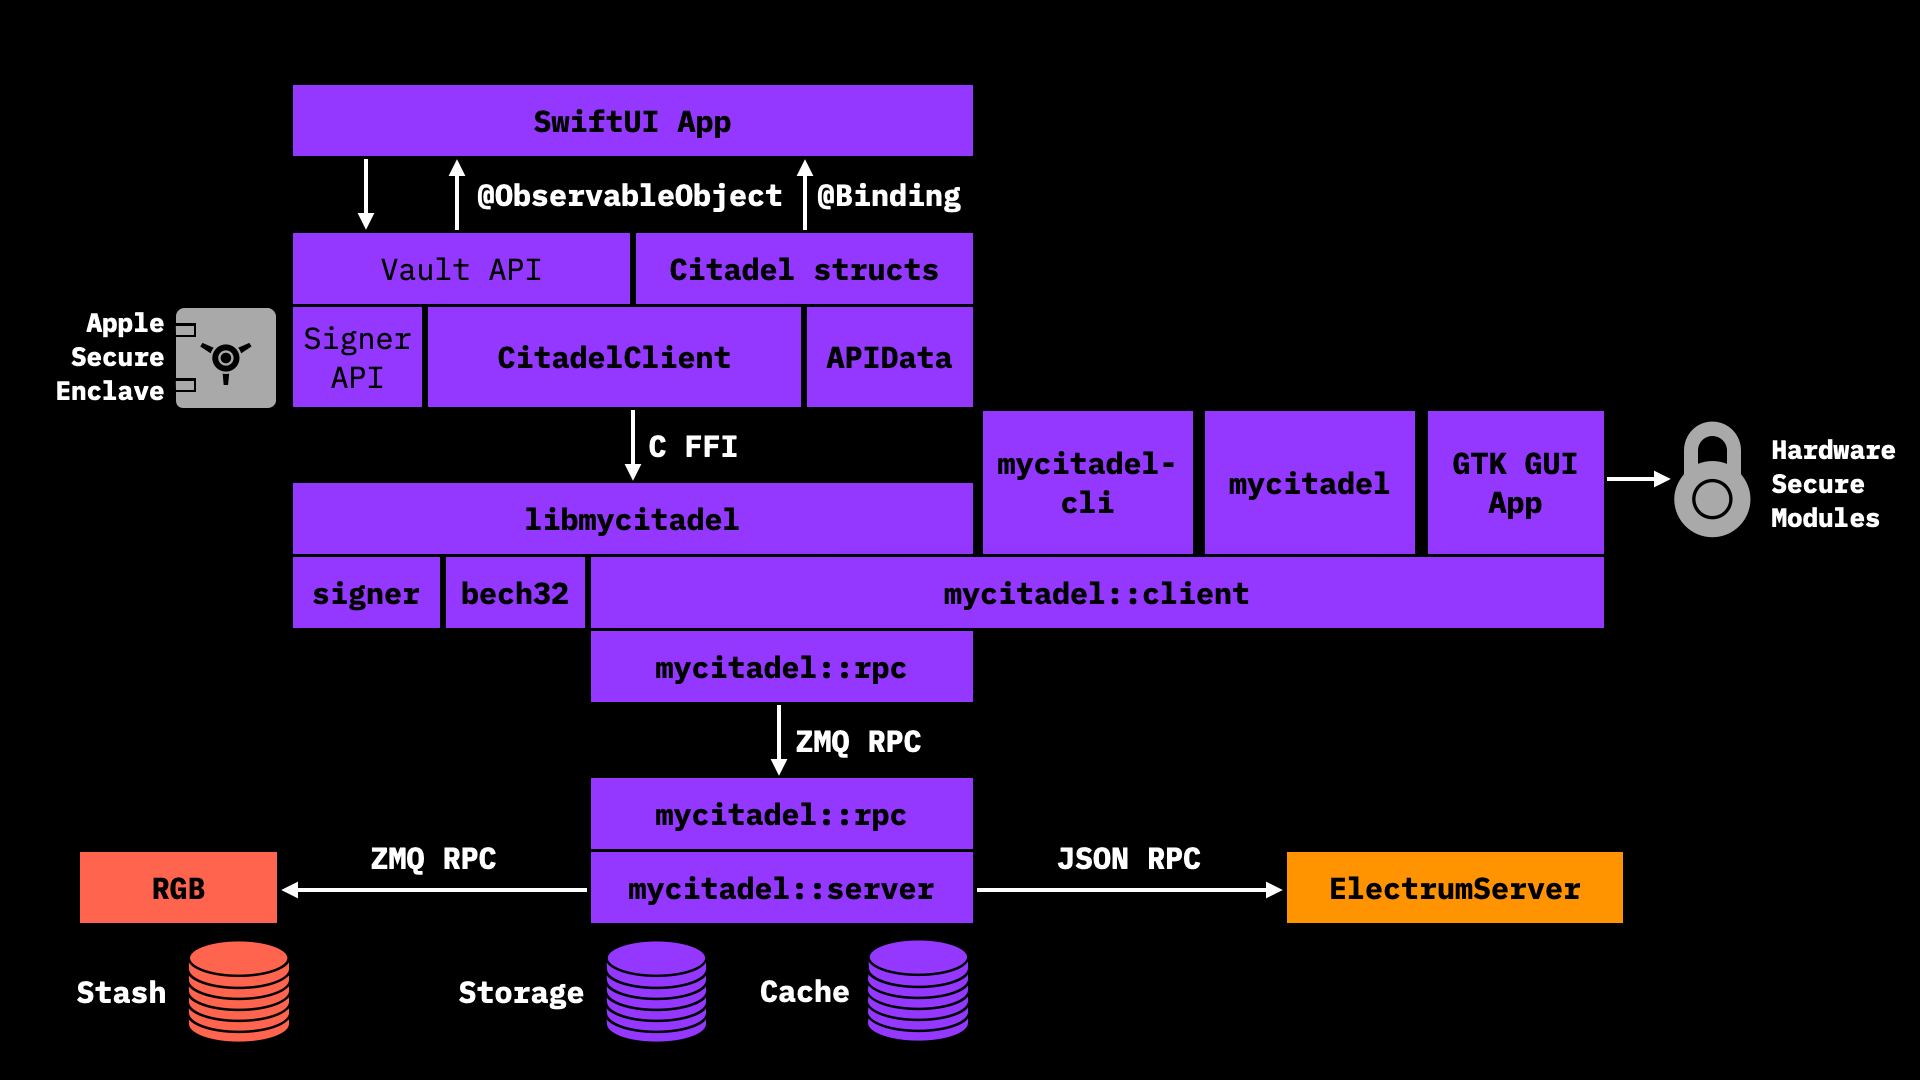 SwiftUI App
@ObservableObject
@Binding
Vault API
Citadel structs
Apple
Secure
Enclave
Signer
API
CitadelClient
APIData
C FFI
mycitadel-
cli
mycitadel
GTK GUI
App
Hardware
Secure
Modules
libmycitadel
signer
bech32
mycitadel::client
mycitadel::rpc
ZMQ RPC
mycitadel::rpc
ZMQ RPC
JSON RPC
RGB
mycitadel::server
ElectrumServer
Stash
Storage
Cache